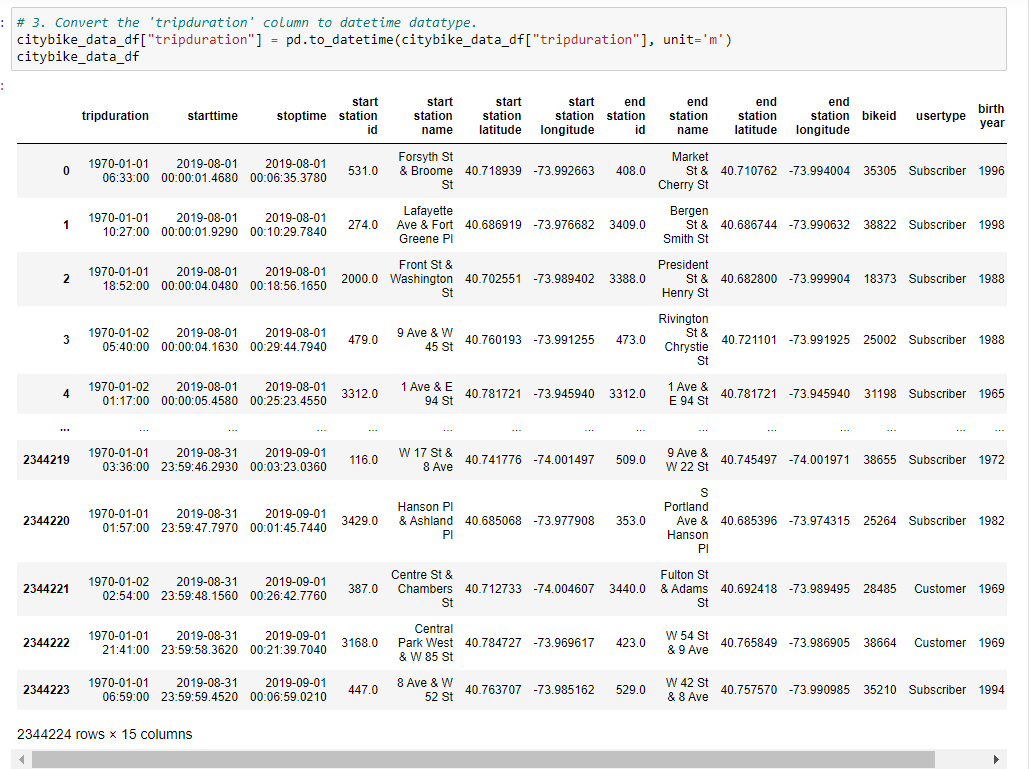 # 3. Convert the 'tripduration' column to datetime datatype.
citybike_data_df["tripduration"] = pd.to_datetime(citybike_data_df["tripduration"], unit='m')
citybike_data_df
tripduration starttime stoptime start station id start station name start station latitude start station longitude end station id end station name end station latitude end station longitude bikeid usertype birth year
0 1970-01-01 06:33:00 2019-08-01 00:00:01.4680 2019-08-01 00:06:35.3780 531.0 Forsyth St & Broome St 40.718939 -73.992663 408.0 Market St & Cherry St 40.710762 -73.994004 35305 Subscriber 1996
1 1970-01-01 10:27:00 2019-08-01 00:00:01.9290 2019-08-01 00:10:29.7840 274.0 Lafayette Ave & Fort Greene Pl 40.686919 -73.976682 3409.0 Bergen St & Smith St 40.686744 -73.990632 38822 Subscriber 1998
2 1970-01-01 18:52:00 2019-08-01 00:00:04.0480 2019-08-01 00:18:56.1650 2000.0 Front St & Washington St 40.702551 -73.989402 3388.0 President St & Henry St 40.682800 -73.999904 18373 Subscriber 1988
3 1970-01-02 05:40:00 2019-08-01 00:00:04.1630 2019-08-01 00:29:44.7940 479.0 9 Ave & W 45 St 40.760193 -73.991255 473.0 Rivington St & Chrystie St 40.721101 -73.991925 25002 Subscriber 1988
4 1970-01-02 01:17:00 2019-08-01 00:00:05.4580 2019-08-01 00:25:23.4550 3312.0 1 Ave & E 94 St 40.781721 -73.945940 3312.0 1 Ave & E 94 St 40.781721 -73.945940 31198 Subscriber 1965
... ... ... ... ... ... ... ... ... ... ... ... ... ... ...
2344219 1970-01-01 03:36:00 2019-08-31 23:59:46.2930 2019-09-01 00:03:23.0360 116.0 W 17 St & 8 Ave 40.741776 -74.001497 509.0 9 Ave & W 22 St 40.745497 -74.001971 38655 Subscriber 1972
2344220 1970-01-01 01:57:00 2019-08-31 23:59:47.7970 2019-09-01 00:01:45.7440 3429.0 Hanson Pl & Ashland Pl 40.685068 -73.977908 353.0 S Portland Ave & Hanson Pl 40.685396 -73.974315 25264 Subscriber 1982
2344221 1970-01-02 02:54:00 2019-08-31 23:59:48.1560 2019-09-01 00:26:42.7760 387.0 Centre St & Chambers St 40.712733 -74.004607 3440.0 Fulton St & Adams St 40.692418 -73.989495 28485 Customer 1969
2344222 1970-01-01 21:41:00 2019-08-31 23:59:58.3620 2019-09-01 00:21:39.7040 3168.0 Central Park West & W 85 St 40.784727 -73.969617 423.0 W 54 St & 9 Ave 40.765849 -73.986905 38664 Customer 1969
2344223 1970-01-01 06:59:00 2019-08-31 23:59:59.4520 2019-09-01 00:06:59.0210 447.0 8 Ave & W 52 St 40.763707 -73.985162 529.0 W 42 St & 8 Ave 40.757570 -73.990985 35210 Subscriber 1994
2344224 rows × 15 columns